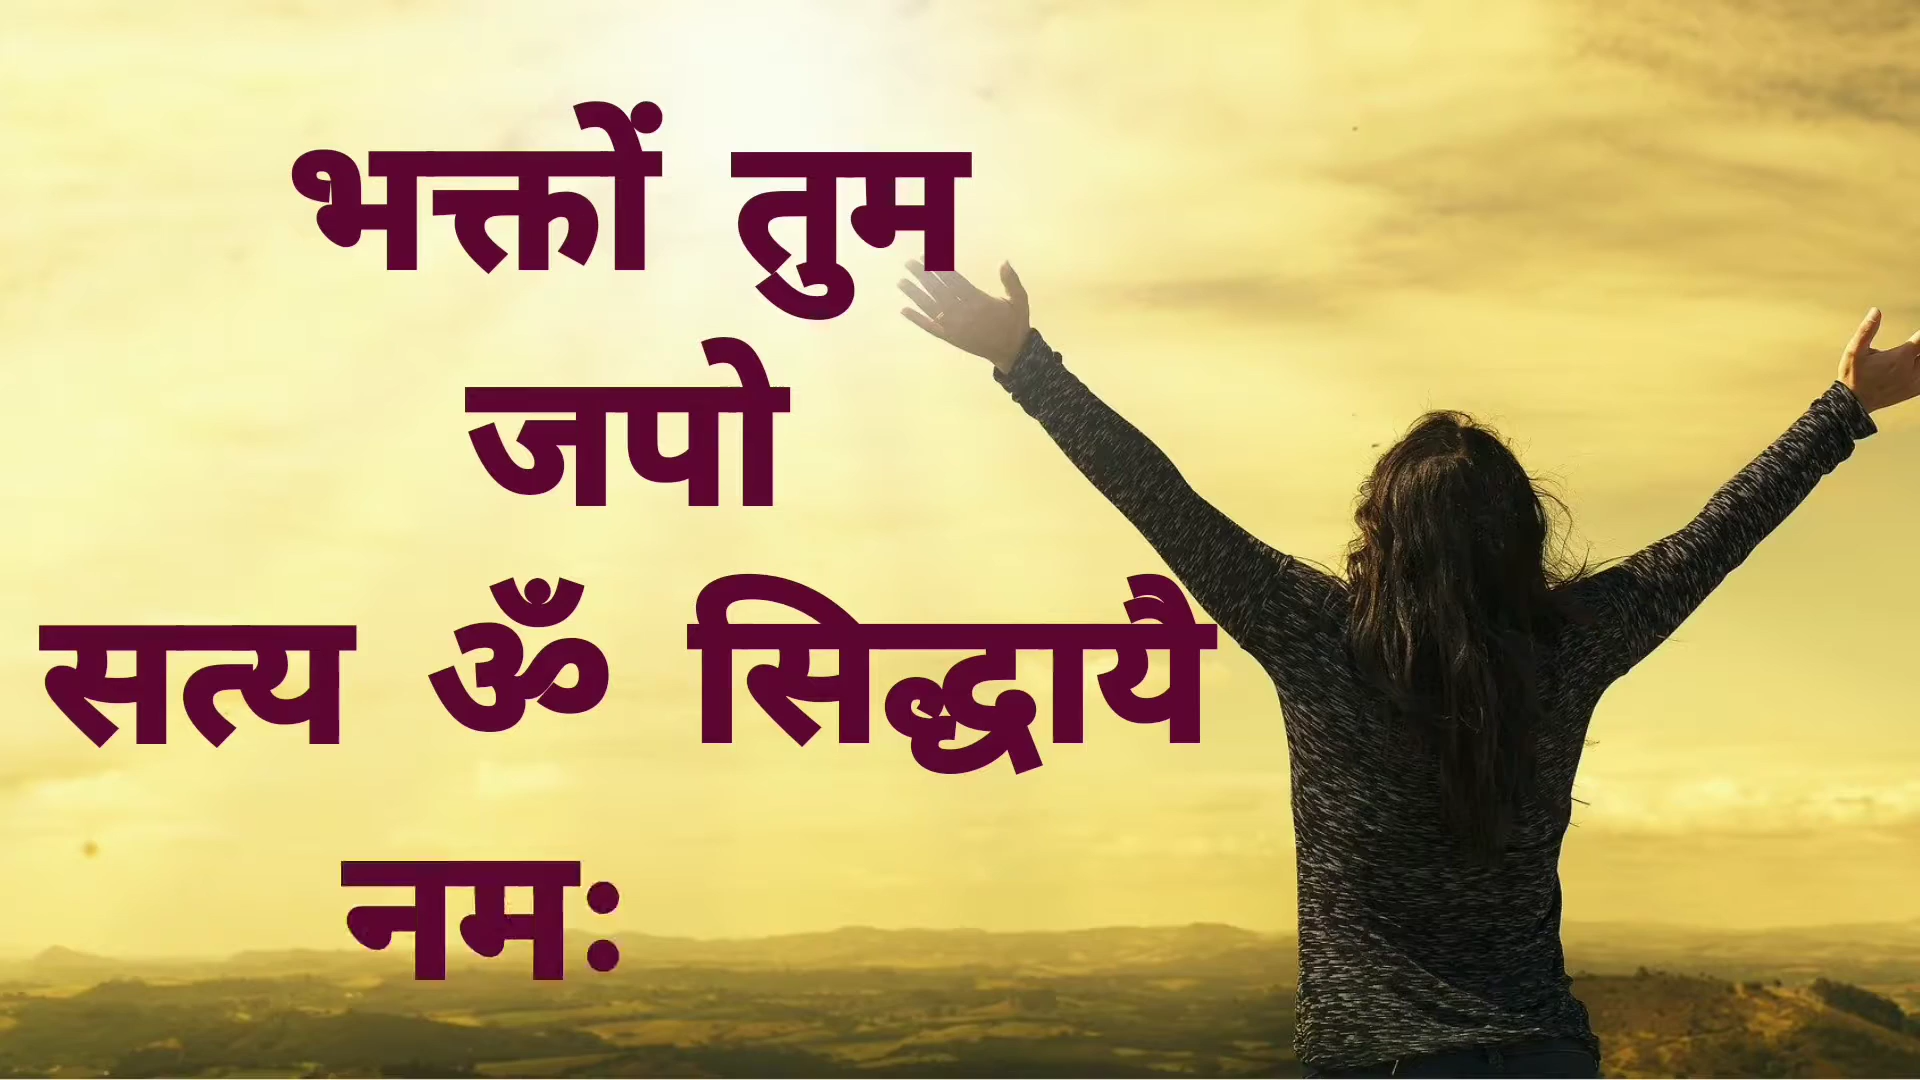 भक्तों तुम
जपो
सत्य ॐ सिद्धायै
नमः